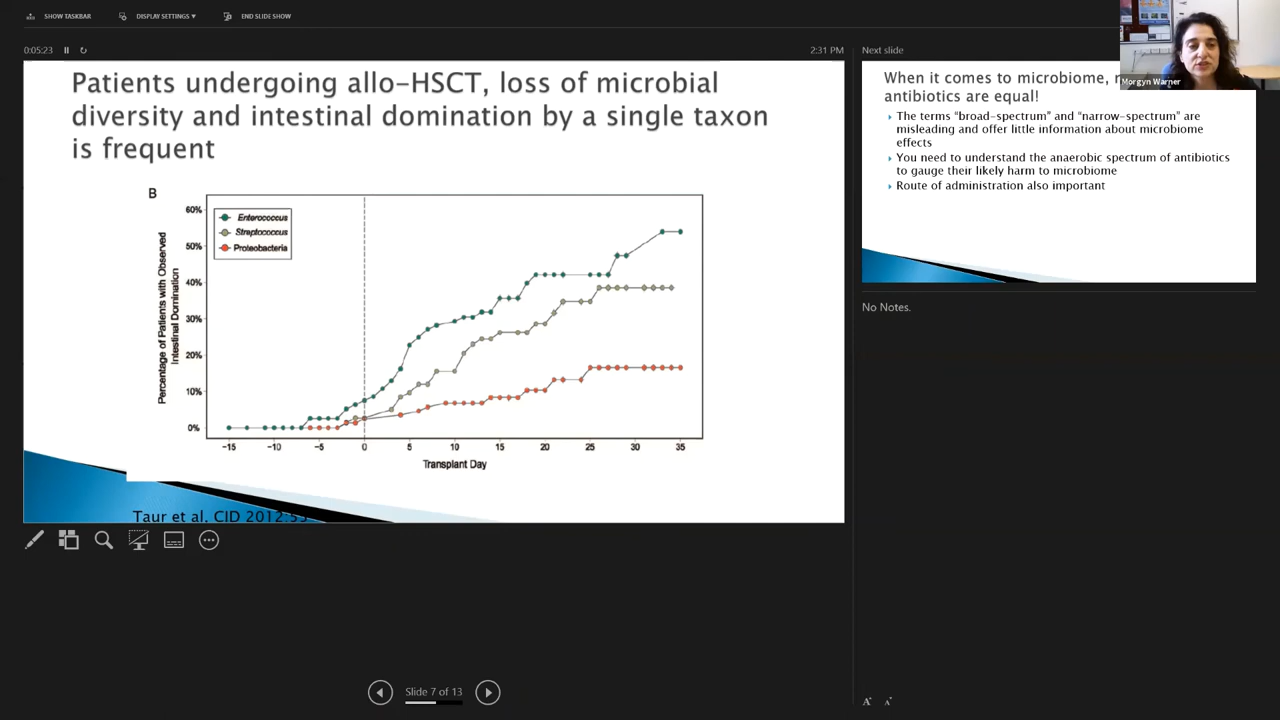 SHOW TASKBAR
DISPLAY SETTINGS ▾
END SLIDE SHOW
0:05:23
2:31 PM
Patients undergoing allo-HSCT, loss of microbial
diversity and intestinal domination by a single taxon
is frequent
B
Percentage of Patients with Observed
Intestinal Domination
60%
50%
40%
30%
20%
10%
0%
Enterococcus
Streptococcus
Proteobacteria
-15 -10 -5 0 5 10 15 20 25 30 35
Transplant Day
Taur et al. CID 2012:55
Slide 7 of 13
Next slide
Morgyn Warner
When it comes to microbiome,
antibiotics are equal!
The terms “broad-spectrum” and “narrow-spectrum” are
misleading and offer little information about microbiome
effects
You need to understand the anaerobic spectrum of antibiotics
to gauge their likely harm to microbiome
Route of administration also important
No Notes.
A A